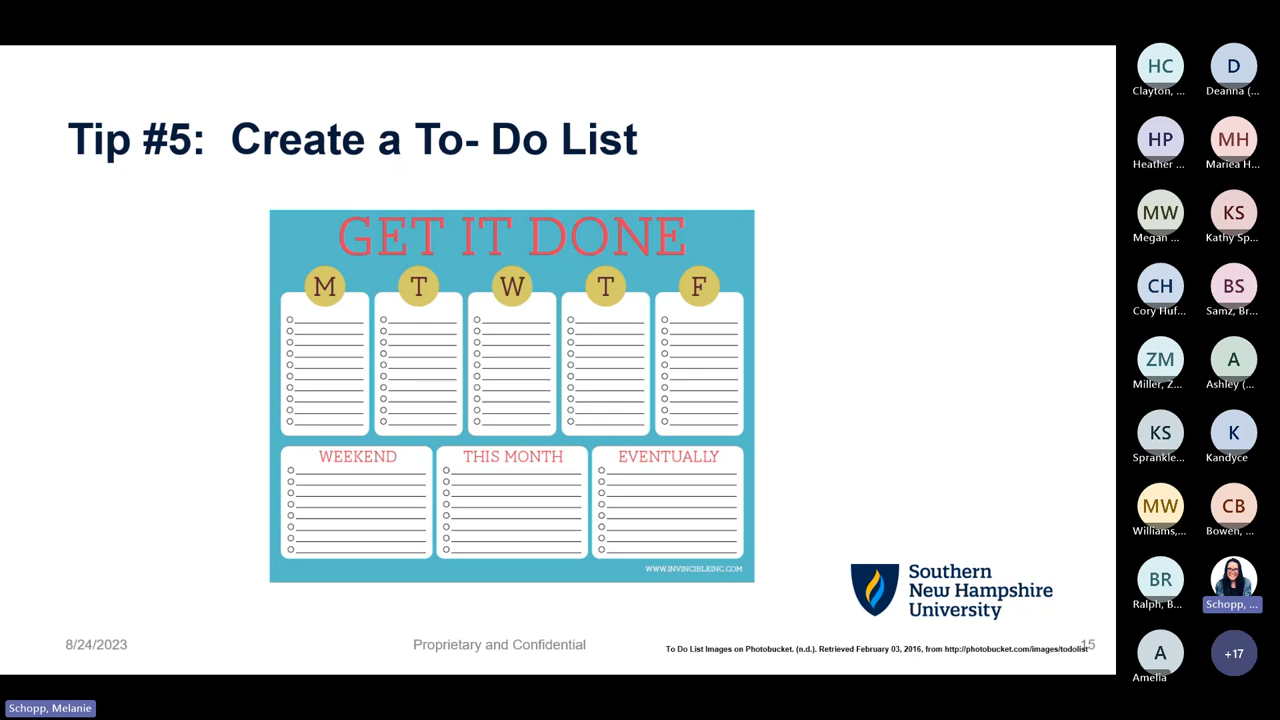 Tip #5:  Create a To- Do List
GET IT DONE
M T W T F
WEEKEND THIS MONTH EVENTUALLY
WWW.INVINCIBLEINC.COM
Southern
New Hampshire
University
8/24/2023 Proprietary and Confidential To Do List Images on Photobucket. (n.d.). Retrieved February 03, 2016, from http://photobucket.com/images/todolist 15
HC D
Clayton, ... Deanna (...
HP MH
Heather ... Mariea H...
MW KS
Megan ... Kathy Sp...
CH BS
Cory Huf... Samz, Br...
ZM A
Miller, Z... Ashley (...
KS K
Sprankle... Kandyce
MW CB
Williams,... Bowen, ...
BR
Ralph, B... Schopp, ...
A +17
Amelia
Schopp, Melanie